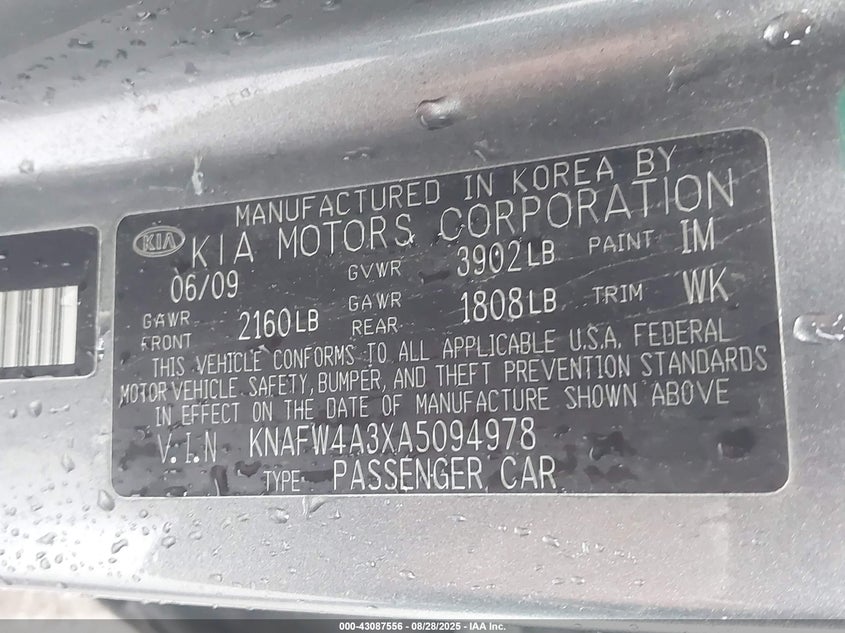 MANUFACTURED IN KOREA BY
KIA KIA MOTORS CORPORATION
06/09 GVWR 3902LB PAINT IM
GAWR FRONT 2160LB GAWR REAR 1808LB TRIM WK
THIS VEHICLE CONFORMS TO ALL APPLICABLE U.S.A. FEDERAL
MOTOR VEHICLE SAFETY, BUMPER, AND THEFT PREVENTION STANDARDS
IN EFFECT ON THE DATE OF MANUFACTURE SHOWN ABOVE
V.I.N KNAFW4A3XA5094978
TYPE: PASSENGER CAR
000-43087556 - 08/28/2025 - IAA Inc.